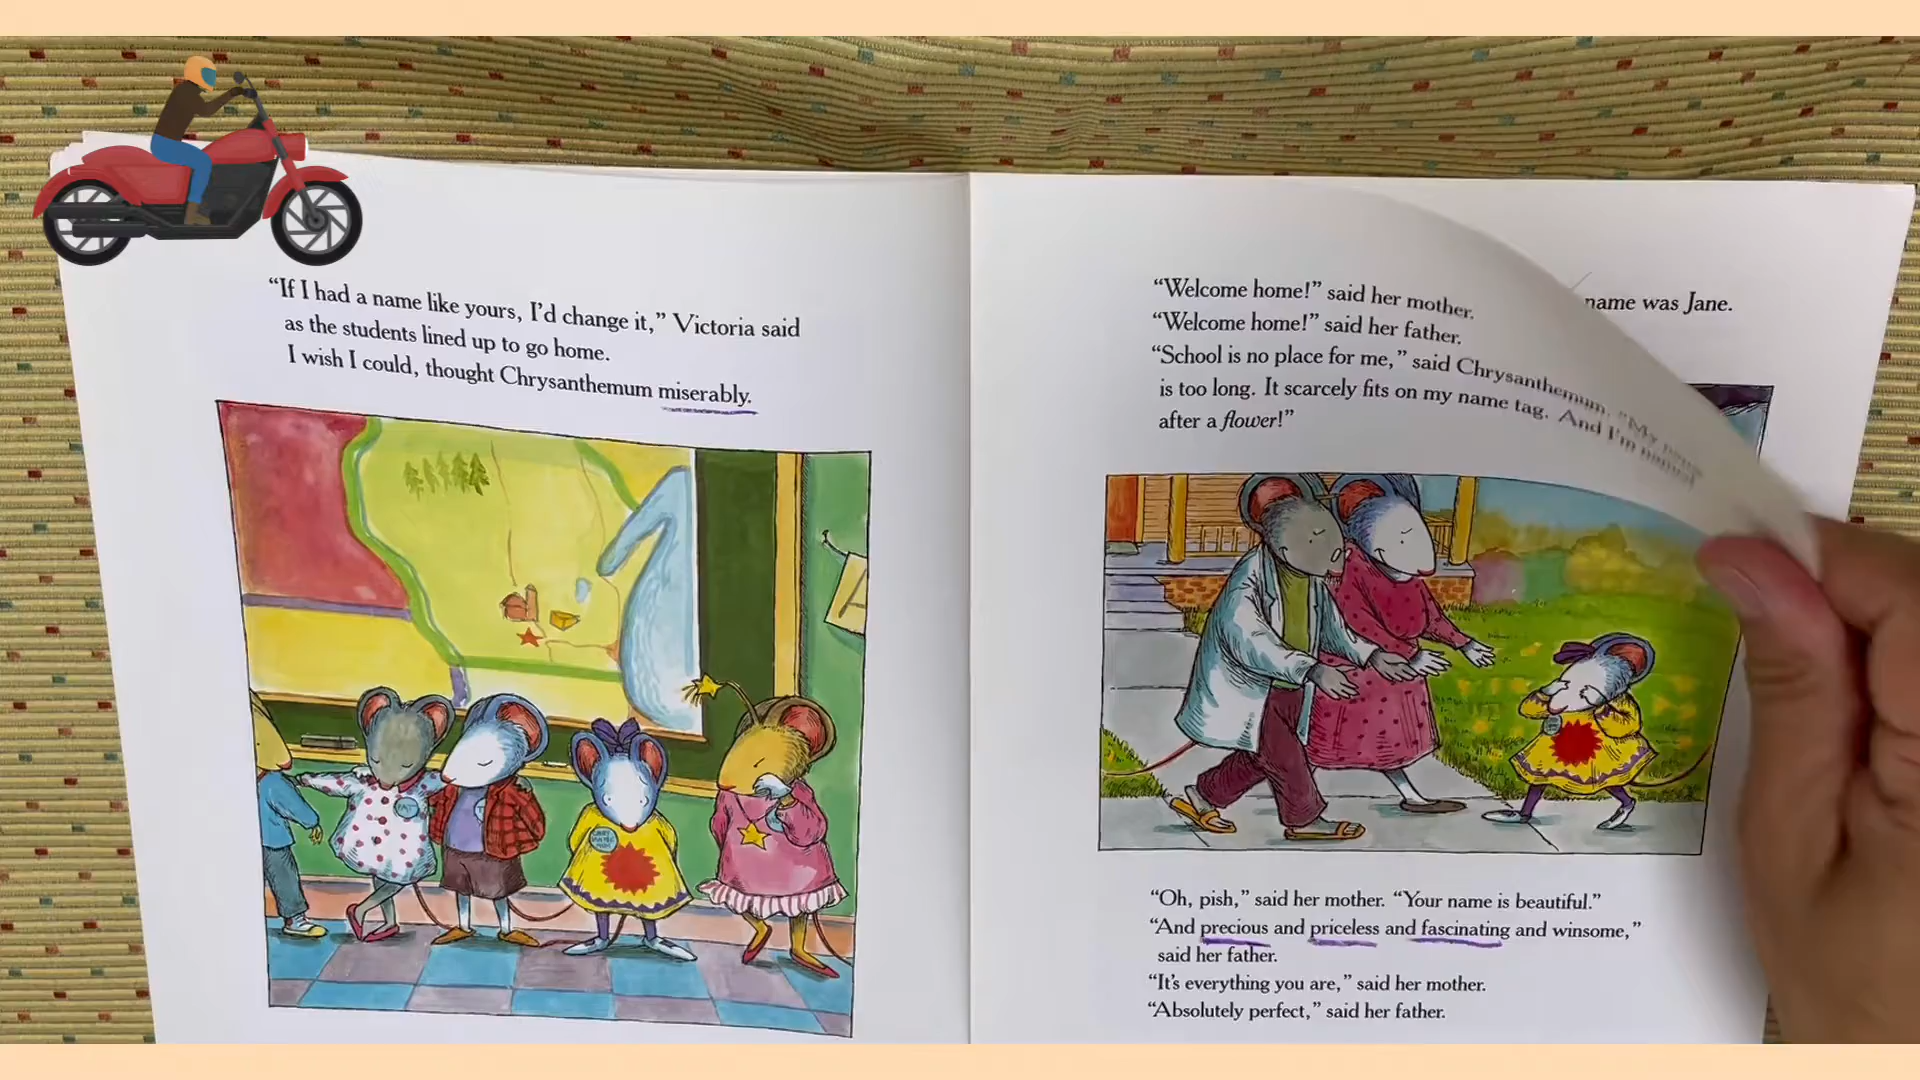 “If I had a name like yours, I’d change it,” Victoria said
as the students lined up to go home.
I wish I could, thought Chrysanthemum miserably.
“Welcome home!” said her mother.
“Welcome home!” said her father.
“School is no place for me,” said Chrysanthemum. “My name
is too long. It scarcely fits on my name tag. And I’m named
after a flower!”
name was Jane.
“Oh, pish,” said her mother. “Your name is beautiful.”
“And precious and priceless and fascinating and winsome,”
said her father.
“It’s everything you are,” said her mother.
“Absolutely perfect,” said her father.